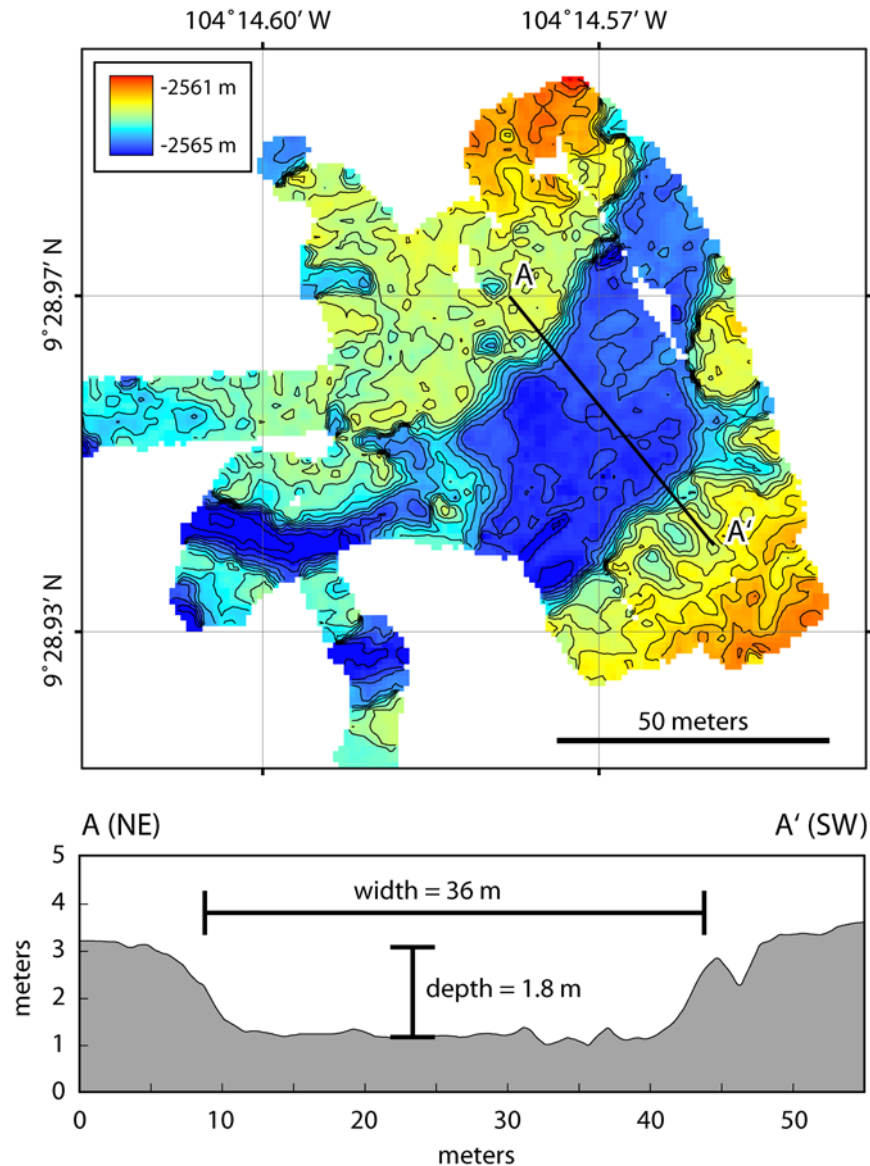 104°14.60′ W
104°14.57′ W
-2561 m
-2565 m
9°28.97′ N
A
A′
9°28.93′ N
50 meters
A (NE)
A′ (SW)
5
4
3
2
1
0
meters
width = 36 m
depth = 1.8 m
0
10
20
30
40
50
meters